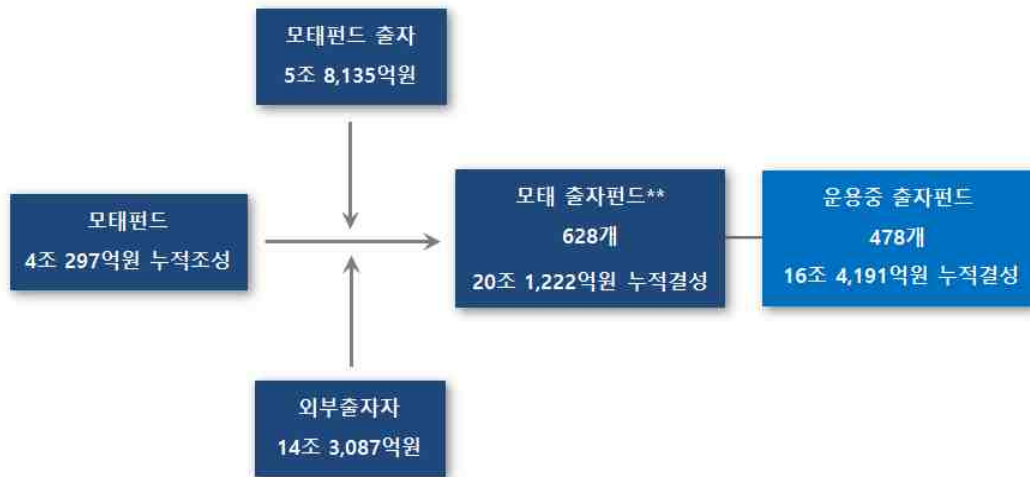 모태펀드 출자
5조 8,135억원
모태펀드
4조 297억원 누적조성
모태 출자펀드**
628개
20조 1,222억원 누적결성
운용중 출자펀드
478개
16조 4,191억원 누적결성
외부출자자
14조 3,087억원